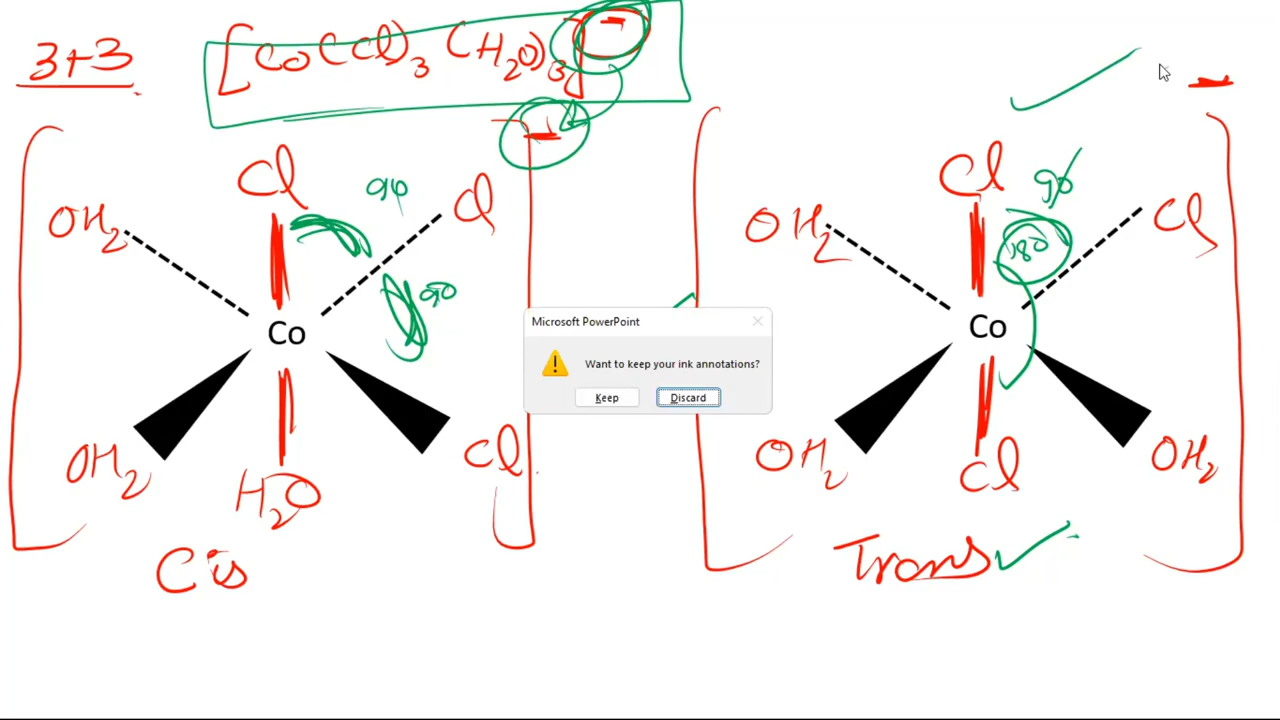 3+3
[Co(Cl)₃(H₂O)₃]⁻
Cl
90
OH₂
Cl
90
Co
OH₂
H₂O
Cl
Cis
Cl
90
OH₂
180
Cl
Co
OH₂
Cl
OH₂
Trans
Microsoft PowerPoint
Want to keep your ink annotations?
Keep
Discard